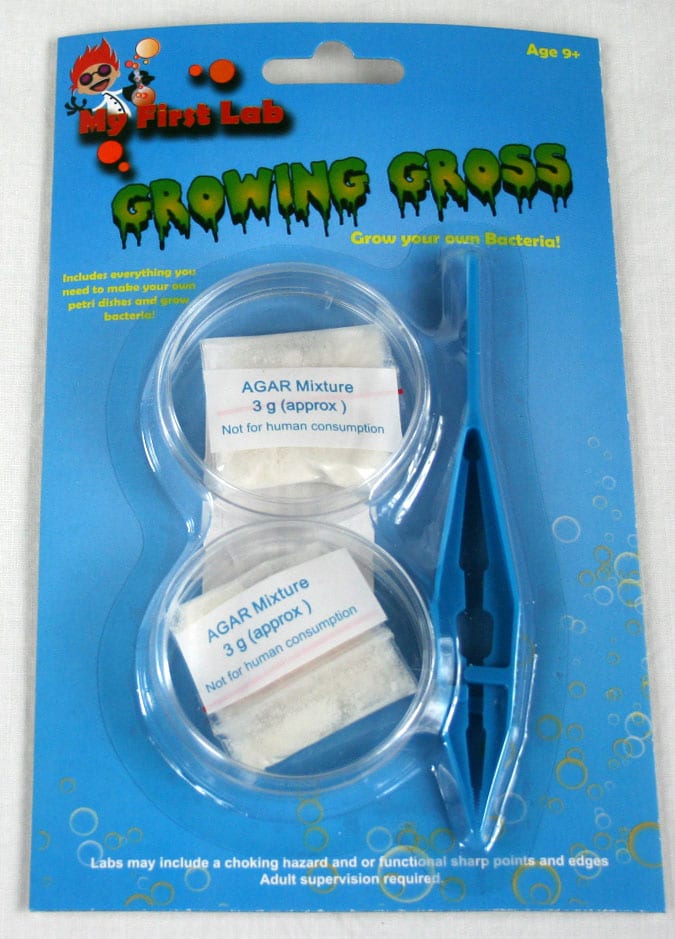 Age 9+
My First Lab
GROWING GROSS
Grow your own Bacteria!
Includes everything you
need to make your own
petri dishes and grow
bacteria!
AGAR Mixture
3 g (approx )
Not for human consumption
AGAR Mixture
3 g (approx )
Not for human consumption
Labs may include a choking hazard and or functional sharp points and edges
Adult supervision required.